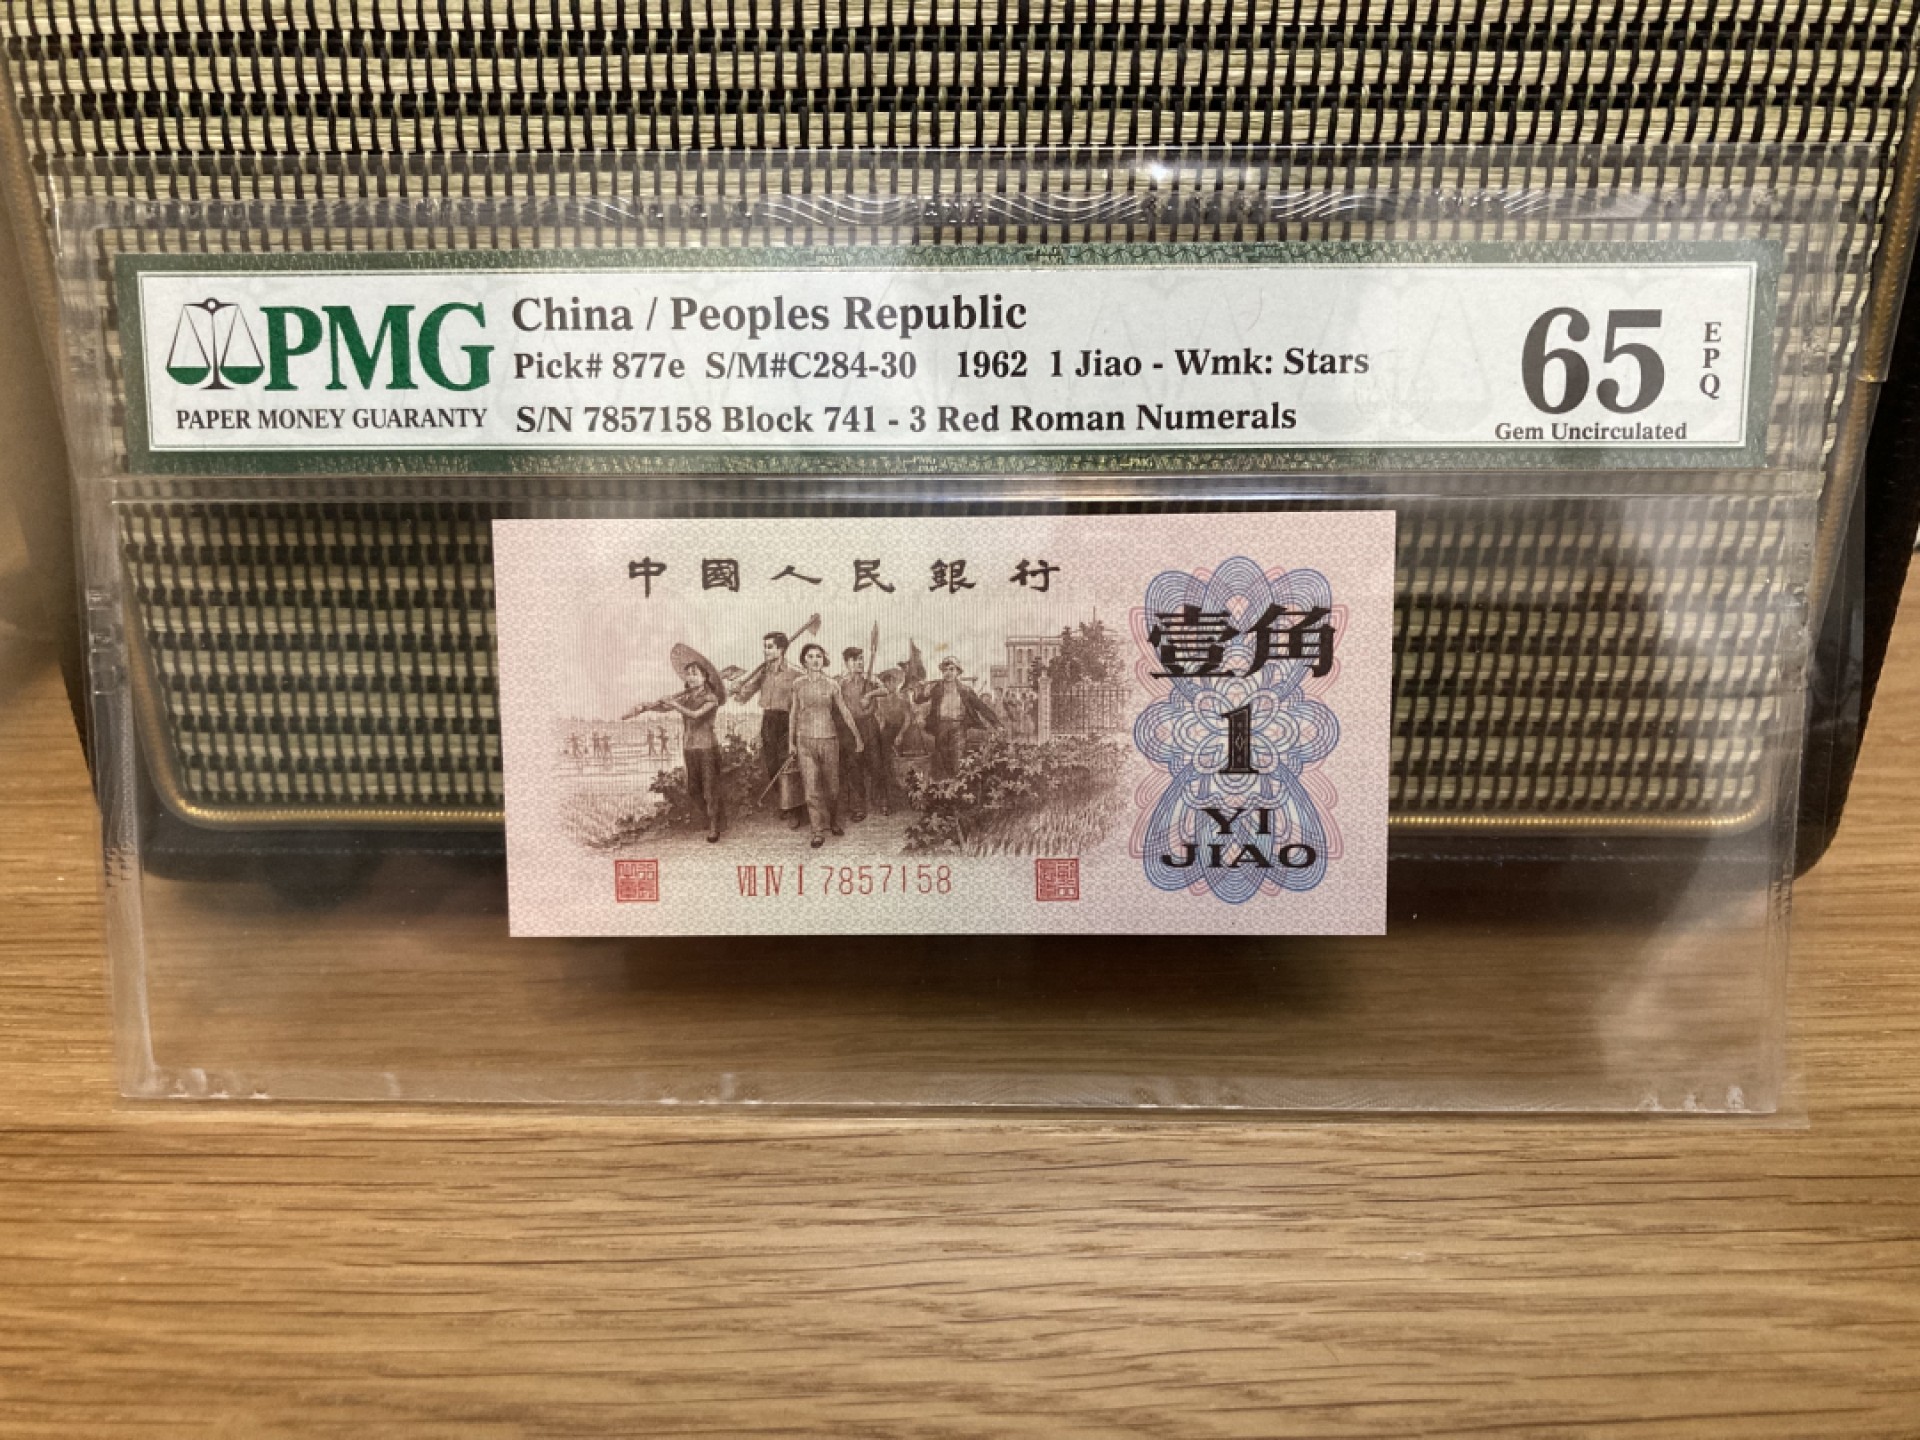 PMG
PAPER MONEY GUARANTY
China / Peoples Republic
Pick# 877e S/M#C284-30 1962 1 Jiao - Wmk: Stars
S/N 7857158 Block 741 - 3 Red Roman Numerals
65
EPQ
Gem Uncirculated
中國人民銀行
壹角
1
YI
JIAO
VII IV I 7857158